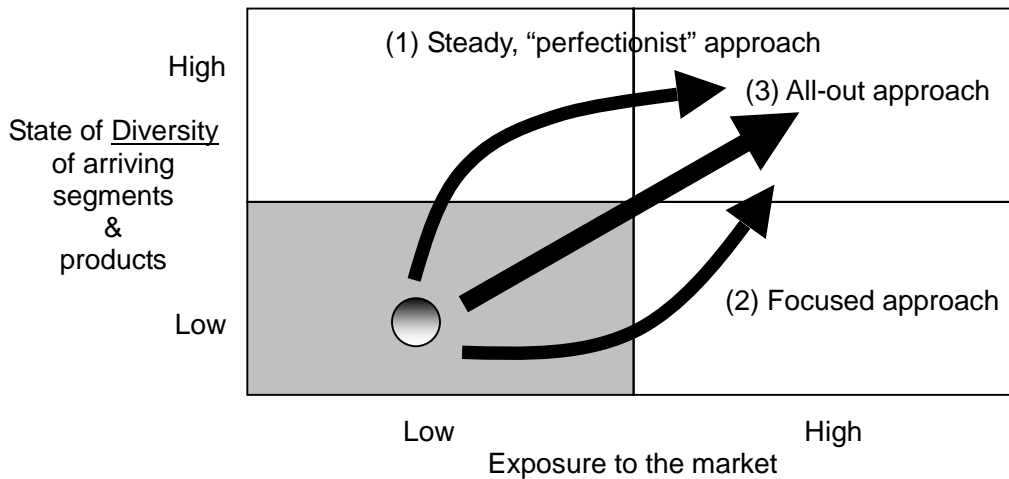 (1) Steady, “perfectionist” approach
High
(3) All-out approach
State of Diversity
of arriving
segments
&
products
(2) Focused approach
Low
Low
High
Exposure to the market